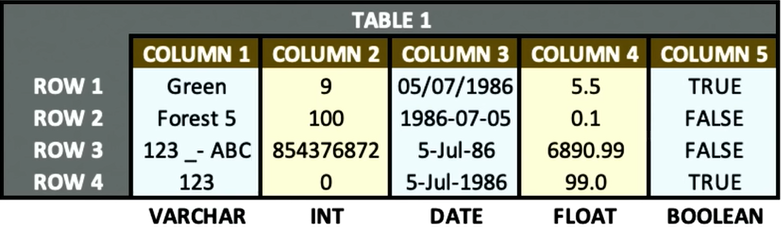 TABLE 1
COLUMN 1 COLUMN 2 COLUMN 3 COLUMN 4 COLUMN 5
ROW 1 Green 9 05/07/1986 5.5 TRUE
ROW 2 Forest 5 100 1986-07-05 0.1 FALSE
ROW 3 123 _- ABC 854376872 5-Jul-86 6890.99 FALSE
ROW 4 123 0 5-Jul-1986 99.0 TRUE
VARCHAR INT DATE FLOAT BOOLEAN